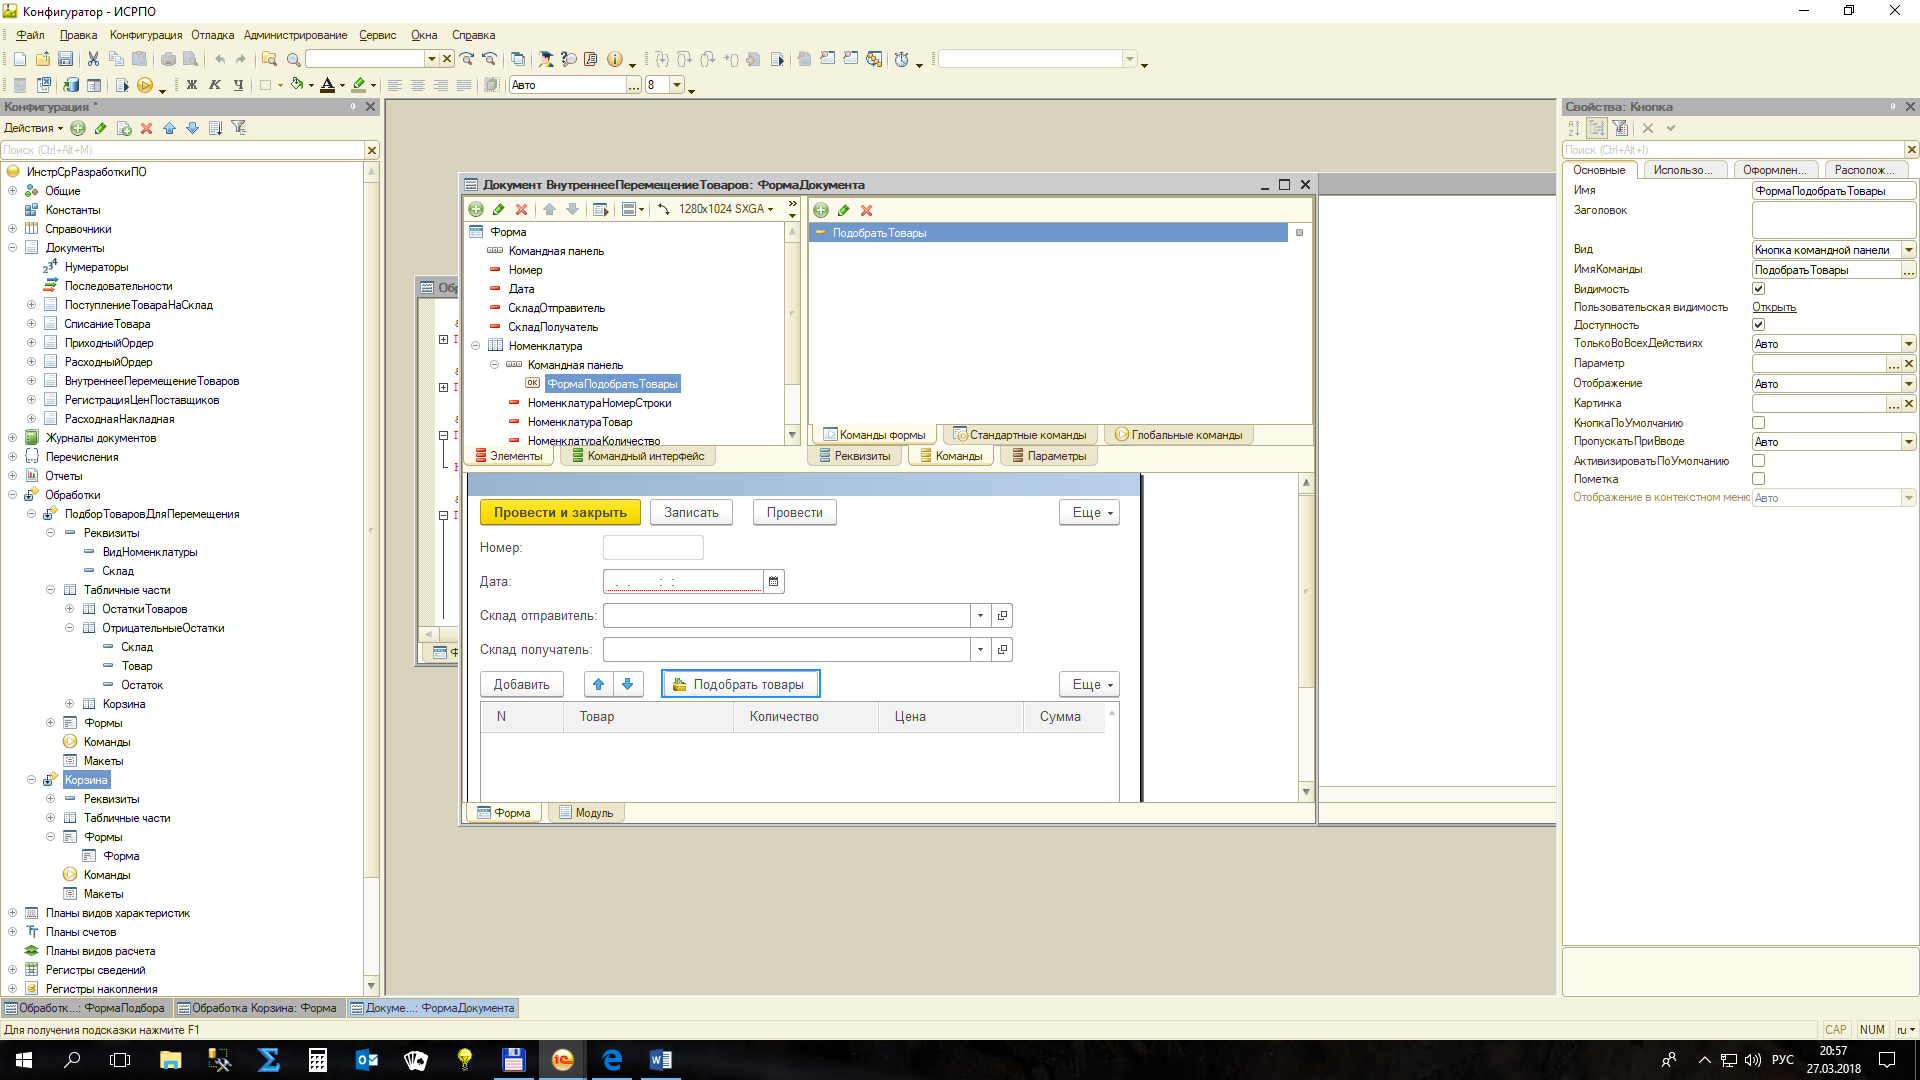 Конфигуратор - ИСРПО
Файл Правка Конфигурация Отладка Администрирование Сервис Окна Справка
Ж К Ч А Авто ... 8
Конфигурация *
Действия
Поиск (Ctrl+Alt+M)
ИнстрСрРазработкиПО
Общие
Константы
Справочники
Документы
Нумераторы
Последовательности
ПоступлениеТовараНаСклад
СписаниеТовара
ПриходныйОрдер
РасходныйОрдер
ВнутреннееПеремещениеТоваров
РегистрацияЦенПоставщиков
РасходнаяНакладная
Журналы документов
Перечисления
Отчеты
Обработки
ПодборТоваровДляПеремещения
Реквизиты
ВидНоменклатуры
Склад
Табличные части
ОстаткиТоваров
ОтрицательныеОстатки
Склад
Товар
Остаток
Корзина
Формы
Команды
Макеты
Корзина
Реквизиты
Табличные части
Формы
Форма
Команды
Макеты
Планы видов характеристик
Планы счетов
Планы видов расчета
Регистры сведений
Регистры накопления
Документ ВнутреннееПеремещениеТоваров: ФормаДокумента
1280x1024 SXGA
Форма
Командная панель
Номер
Дата
СкладОтправитель
СкладПолучатель
Номенклатура
Командная панель
ОК ФормаПодобратьТовары
НоменклатураНомерСтроки
НоменклатураТовар
НоменклатураКоличество
Элементы Командный интерфейс
ПодобратьТовары
Команды формы Стандартные команды Глобальные команды
Реквизиты Команды Параметры
Провести и закрыть Записать Провести Еще
Номер:
Дата: . . : :
Склад отправитель:
Склад получатель:
Добавить Подобрать товары Еще
N Товар Количество Цена Сумма
Форма Модуль
Свойства: Кнопка
Поиск (Ctrl+Alt+I)
Основные Использо... Оформлен... Располож...
Имя ФормаПодобратьТовары
Заголовок
Вид Кнопка командной панели
ИмяКоманды ПодобратьТовары ...
Видимость
Пользовательская видимость Открыть
Доступность
ТолькоВоВсехДействиях Авто
Параметр ...
Отображение Авто
Картинка ...
КнопкаПоУмолчанию
ПропускатьПриВводе Авто
АктивизироватьПоУмолчанию
Пометка
Отображение в контекстном меню Авто
Обработк...: ФормаПодбора Обработка Корзина: Форма Докуме...: ФормаДокумента
Для получения подсказки нажмите F1 CAP NUM ru
РУС 20:57
27.03.2018